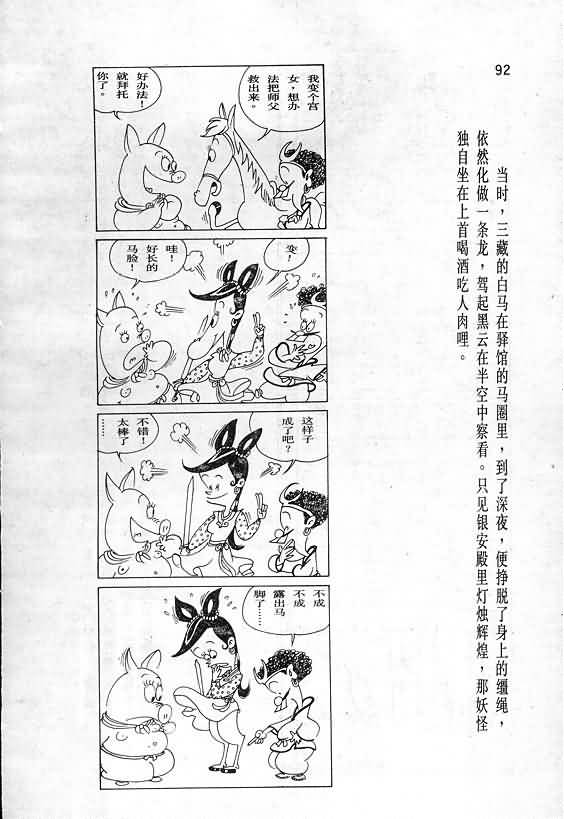 92
当时，三藏的白马在驿馆的马圈里，到了深夜，便挣脱了身上的缰绳，
依然化做一条龙，驾起黑云在半空中察看。只见银安殿里灯烛辉煌，那妖怪
独自坐在上首喝酒吃人肉哩。
我变个宫
女，想办
法把师父
救出来。
好办法！
就拜托
你了。
变！
哇！
好长的
马脸！
这样子
成了吧？
不错！
太棒了
……
不成
不成
露出马
脚了……